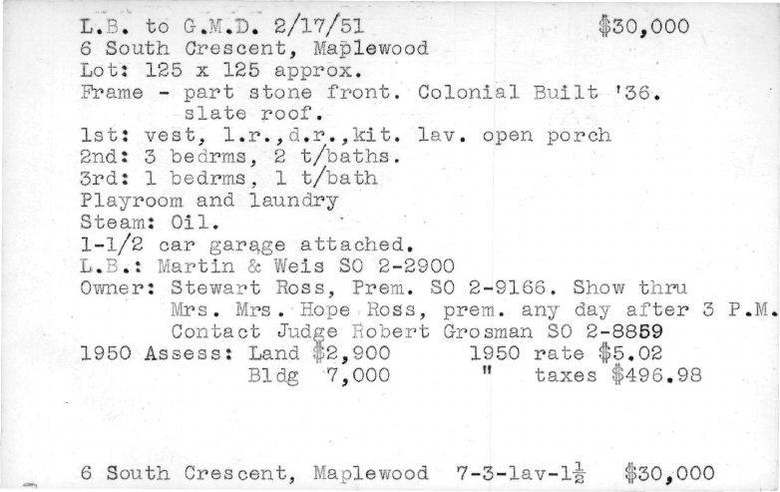 L.B. to G.M.D. 2/17/51 $30,000
6 South Crescent, Maplewood
Lot: 125 x 125 approx.
Frame - part stone front. Colonial Built '36.
slate roof.
1st: vest, l.r.,d.r.,kit. lav. open porch
2nd: 3 bedrms, 2 t/baths.
3rd: 1 bedrms, 1 t/bath
Playroom and laundry
Steam: Oil.
1-1/2 car garage attached.
L.B.: Martin & Weis SO 2-2900
Owner: Stewart Ross, Prem. SO 2-9166. Show thru
Mrs. Mrs. Hope Ross, prem. any day after 3 P.M.
Contact Judge Robert Grosman SO 2-8859
1950 Assess: Land $2,900 1950 rate $5.02
Bldg 7,000 " taxes $496.98
6 South Crescent, Maplewood 7-3-lav-1½ $30,000